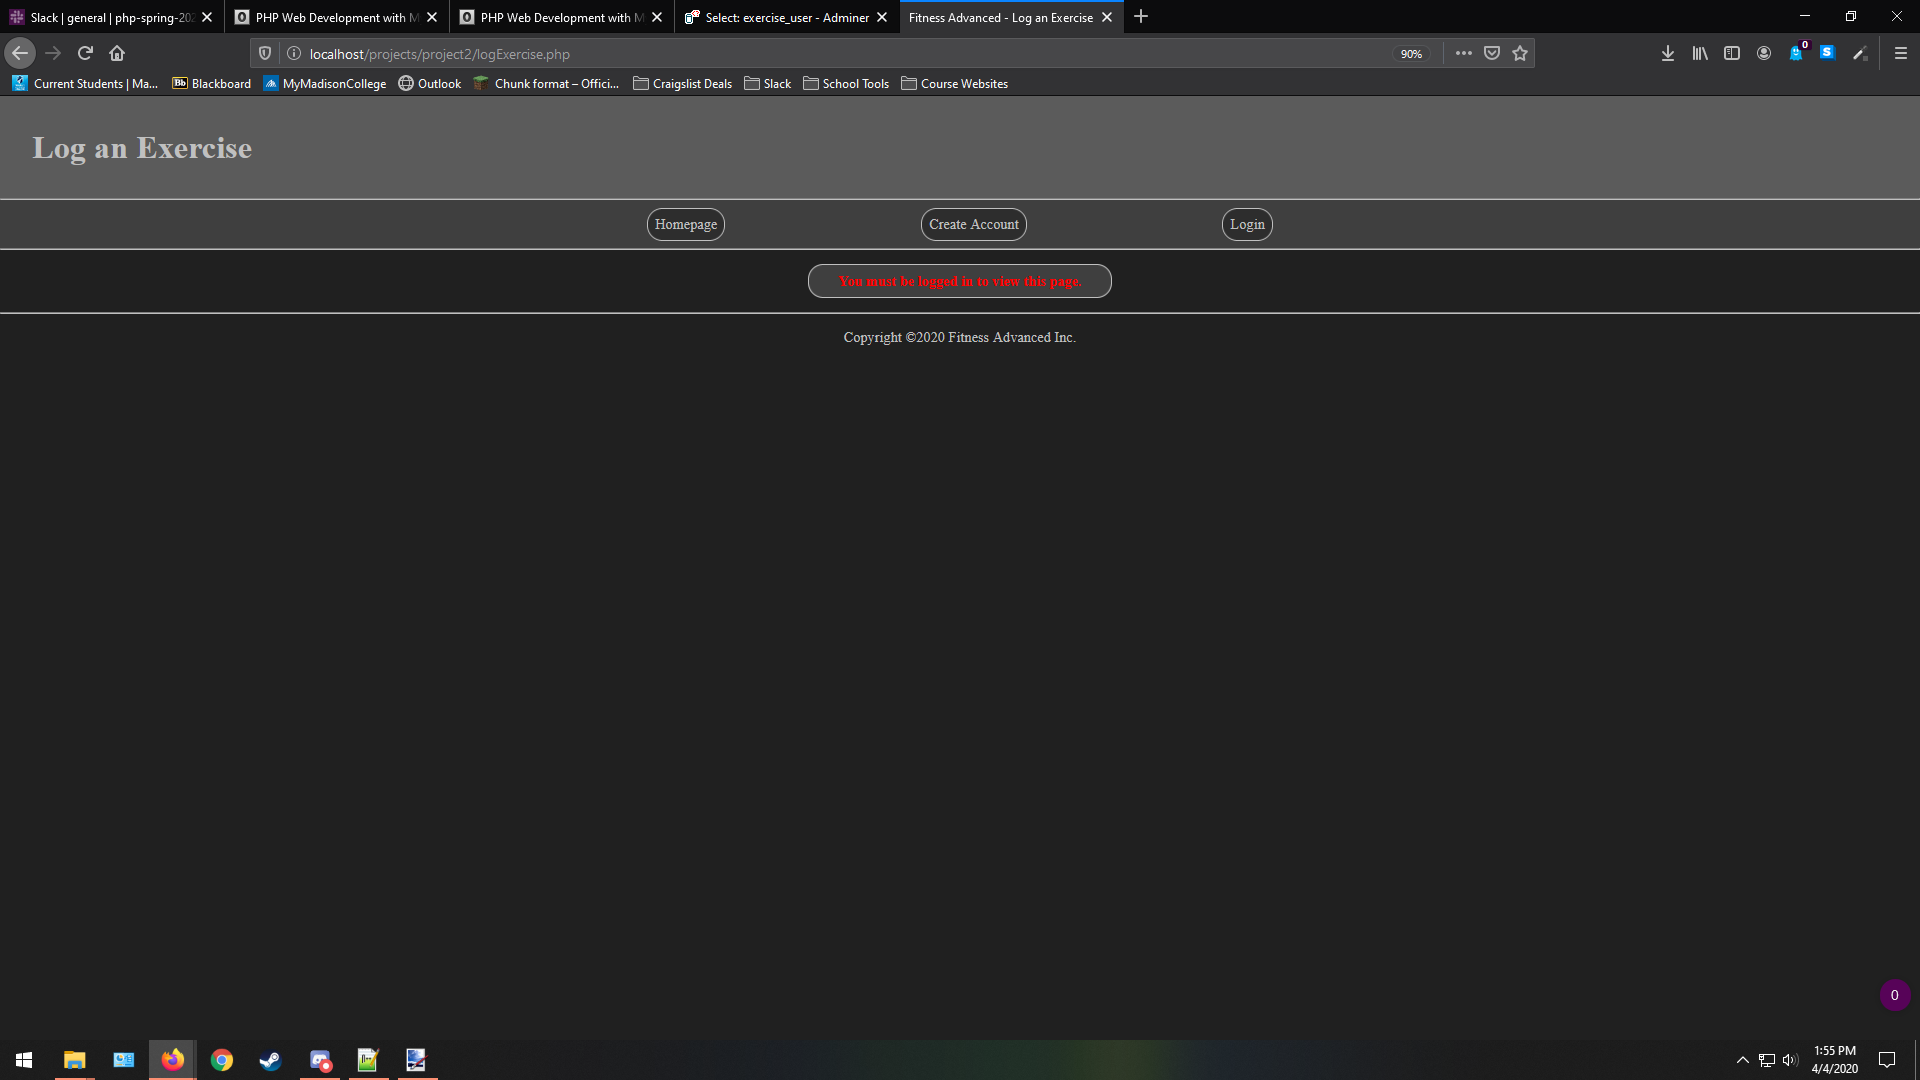 Slack | general | php-spring-202
PHP Web Development with M
PHP Web Development with M
Select: exercise_user - Adminer
Fitness Advanced - Log an Exercise
localhost/projects/project2/logExercise.php
90%
0
S
Current Students | Ma...
Bb
Blackboard
MyMadisonCollege
Outlook
Chunk format – Offici...
Craigslist Deals
Slack
School Tools
Course Websites
Log an Exercise
Homepage
Create Account
Login
You must be logged in to view this page.
Copyright ©2020 Fitness Advanced Inc.
0
1:55 PM
4/4/2020